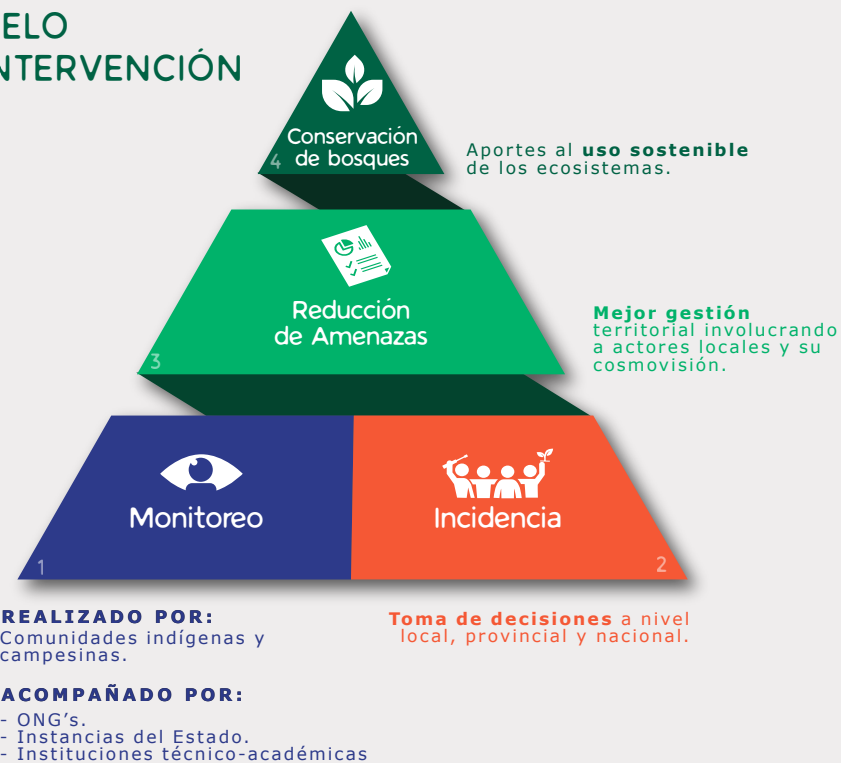 ELO
NTERVENCIÓN
Conservación
de bosques
4
Aportes al uso sostenible
de los ecosistemas.
Reducción
de Amenazas
3
Mejor gestión
territorial involucrando
a actores locales y su
cosmovisión.
Monitoreo
1
Incidencia
2
REALIZADO POR:
Comunidades indígenas y
campesinas.
Toma de decisiones a nivel
local, provincial y nacional.
ACOMPAÑADO POR:
- ONG's.
- Instancias del Estado.
- Instituciones técnico-académicas